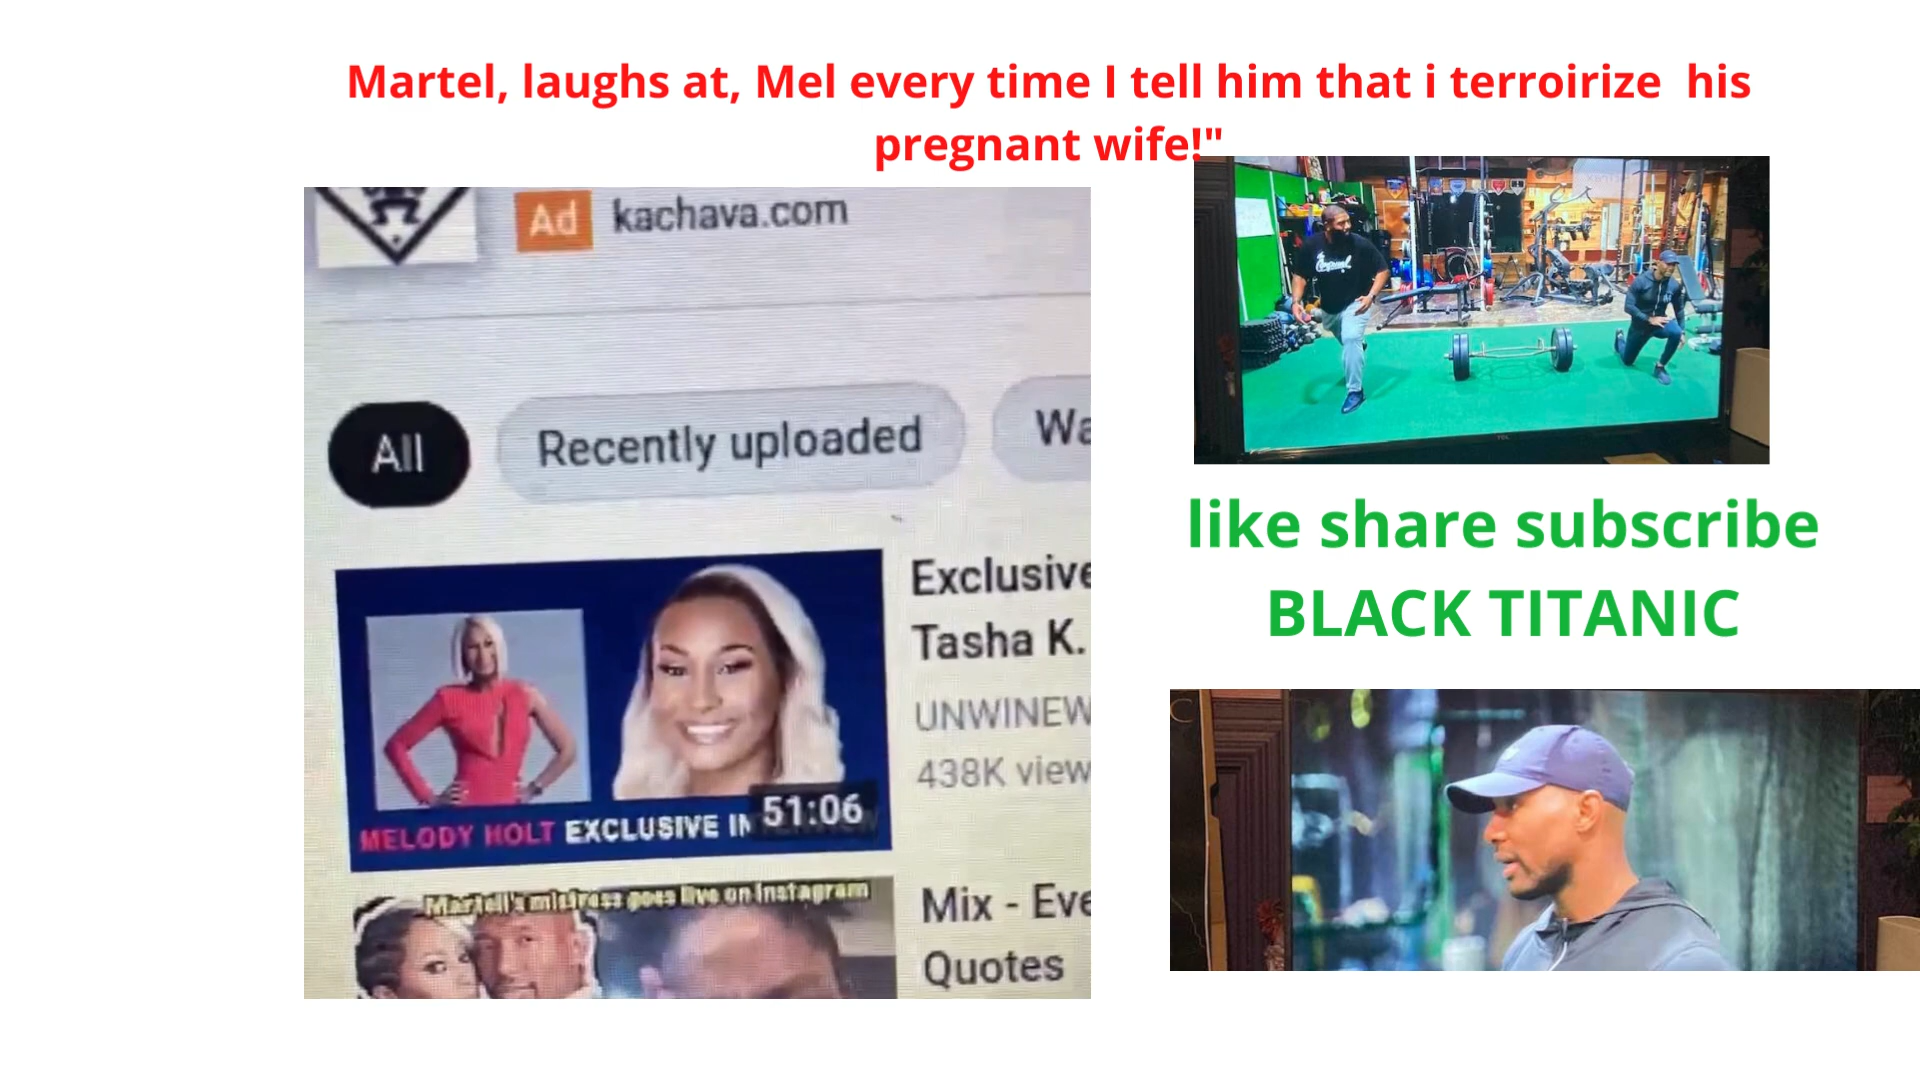 Martel, laughs at, Mel every time I tell him that i terroirize  his
pregnant wife!"
Ad kachava.com
All
Recently uploaded
Wa
MELODY HOLT EXCLUSIVE IN
51:06
Exclusive
Tasha K.
UNWINEW
438K view
Martell's mistress goes live on Instagram
Mix - Eve
Quotes
like share subscribe
BLACK TITANIC